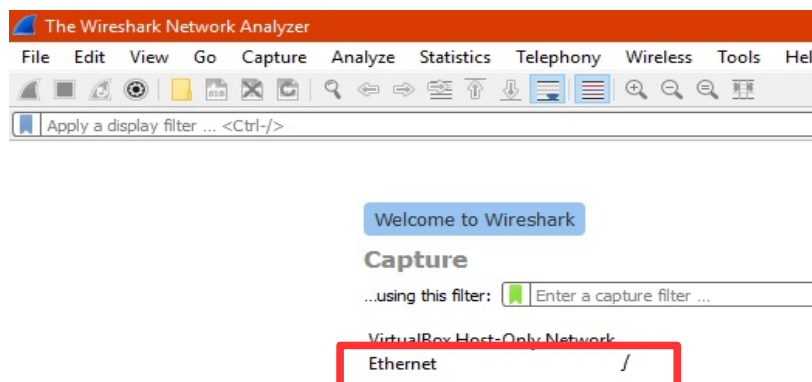 The Wireshark Network Analyzer
File Edit View Go Capture Analyze Statistics Telephony Wireless Tools Hel
Apply a display filter ... <Ctrl-/>
Welcome to Wireshark
Capture
...using this filter: Enter a capture filter ...
VirtualBox Host-Only Network
Ethernet